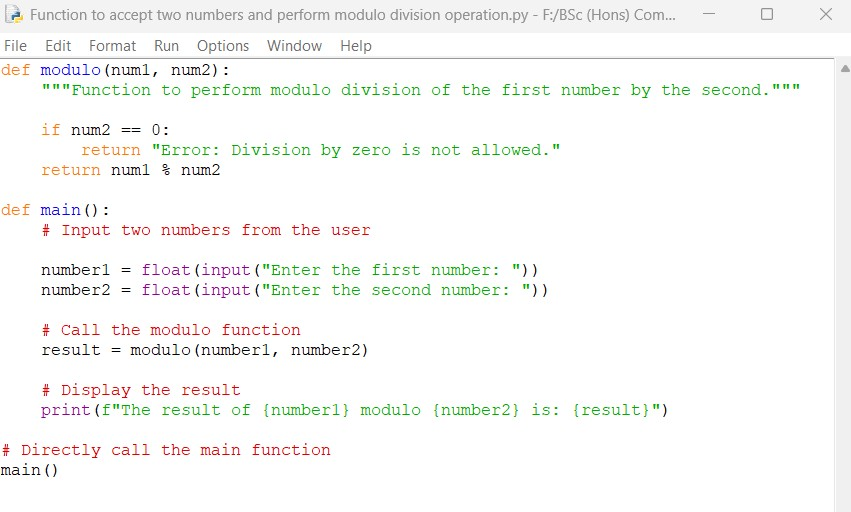 Function to accept two numbers and perform modulo division operation.py - F:/BSc (Hons) Com...
File Edit Format Run Options Window Help
def modulo(num1, num2):
    """Function to perform modulo division of the first number by the second."""

    if num2 == 0:
        return "Error: Division by zero is not allowed."
    return num1 % num2

def main():
    # Input two numbers from the user

    number1 = float(input("Enter the first number: "))
    number2 = float(input("Enter the second number: "))

    # Call the modulo function
    result = modulo(number1, number2)

    # Display the result
    print(f"The result of {number1} modulo {number2} is: {result}")

# Directly call the main function
main()